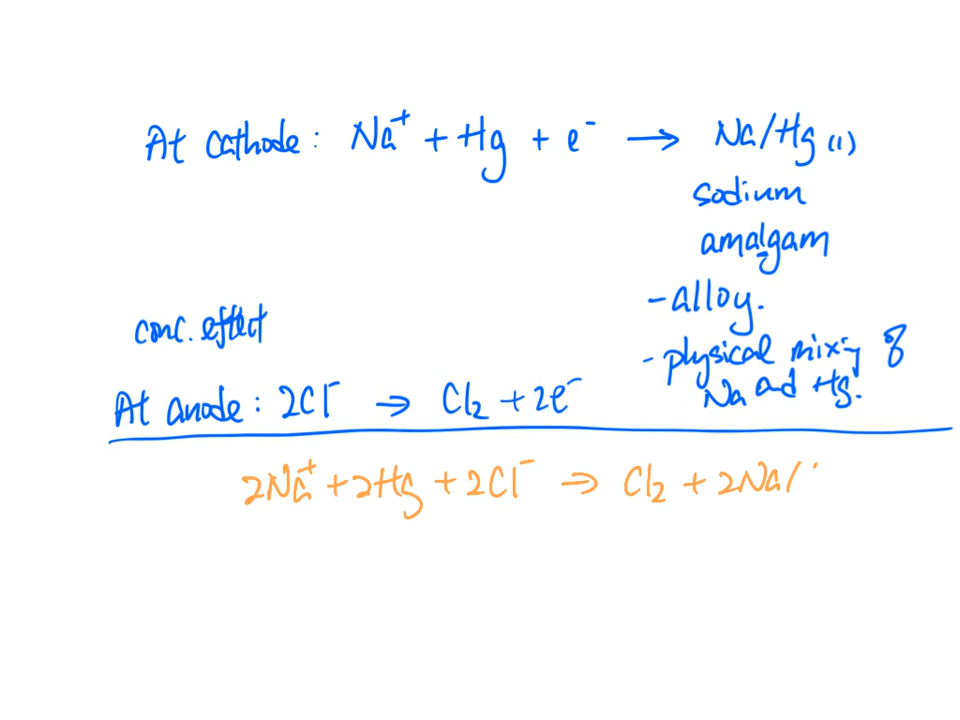 At cathode : Na⁺ + Hg + e⁻ → Na/Hg (l)
sodium
amalgam
- alloy.
conc. effect
- physical mixing of
Na and Hg.
At anode : 2Cl⁻ → Cl₂ + 2e⁻
2Na⁺ + 2Hg + 2Cl⁻ → Cl₂ + 2Na/